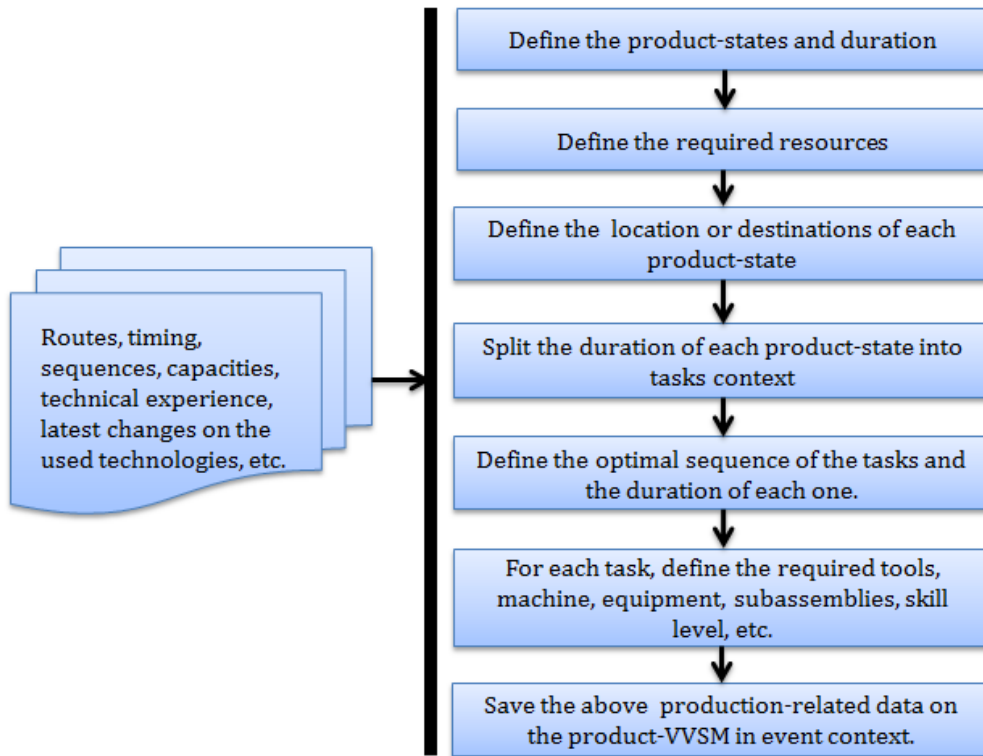 Define the product-states and duration
Define the required resources
Define the location or destinations of each
product-state
Routes, timing,
sequences, capacities,
technical experience,
latest changes on the
used technologies, etc.
Split the duration of each product-state into
tasks context
Define the optimal sequence of the tasks and
the duration of each one.
For each task, define the required tools,
machine, equipment, subassemblies, skill
level, etc.
Save the above production-related data on
the product-VVSM in event context.